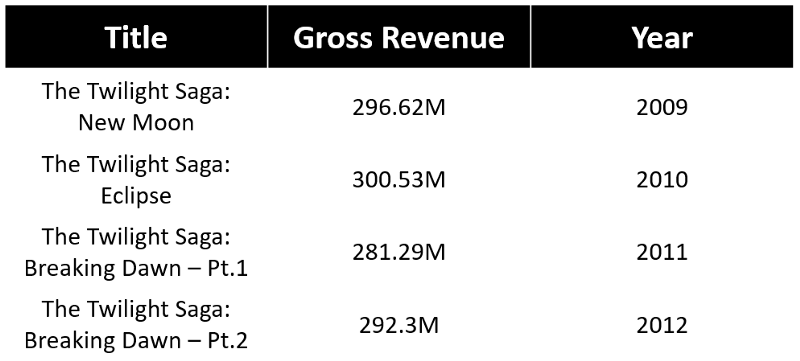 Title Gross Revenue Year
The Twilight Saga:
New Moon 296.62M 2009
The Twilight Saga:
Eclipse 300.53M 2010
The Twilight Saga:
Breaking Dawn – Pt.1 281.29M 2011
The Twilight Saga:
Breaking Dawn – Pt.2 292.3M 2012